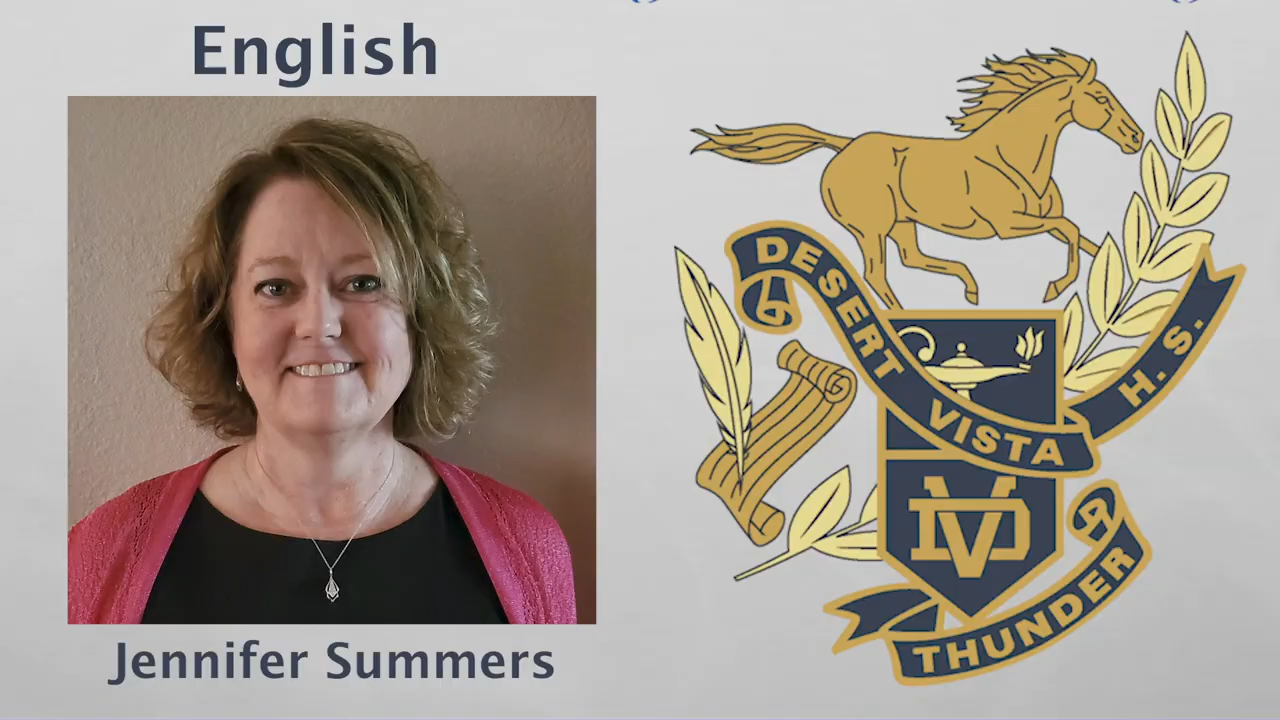 English
Jennifer Summers
DESERT VISTA H.S.
DV
THUNDER